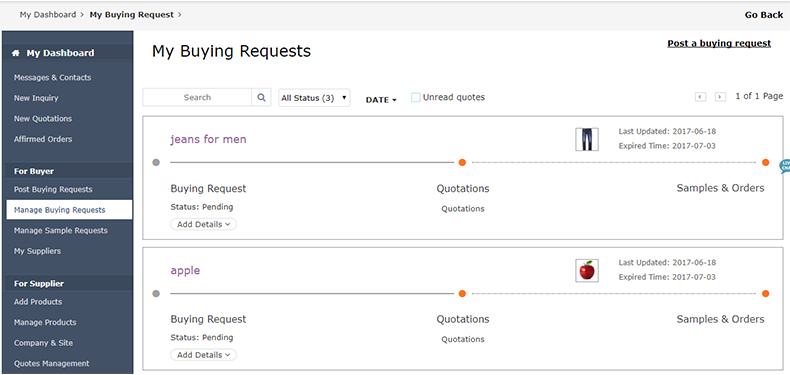 My Dashboard > My Buying Request >
Go Back
My Dashboard
Messages & Contacts
New Inquiry
New Quotations
Affirmed Orders
For Buyer
Post Buying Requests
Manage Buying Requests
Manage Sample Requests
My Suppliers
For Supplier
Add Products
Manage Products
Company & Site
Quotes Management
My Buying Requests
Post a buying request
Search
All Status (3)
DATE
Unread quotes
1 of 1 Page
jeans for men
Last Updated: 2017-06-18
Expired Time: 2017-07-03
Buying Request
Quotations
Samples & Orders
Status: Pending
Quotations
Add Details
apple
Last Updated: 2017-06-18
Expired Time: 2017-07-03
Buying Request
Quotations
Samples & Orders
Status: Pending
Quotations
Add Details